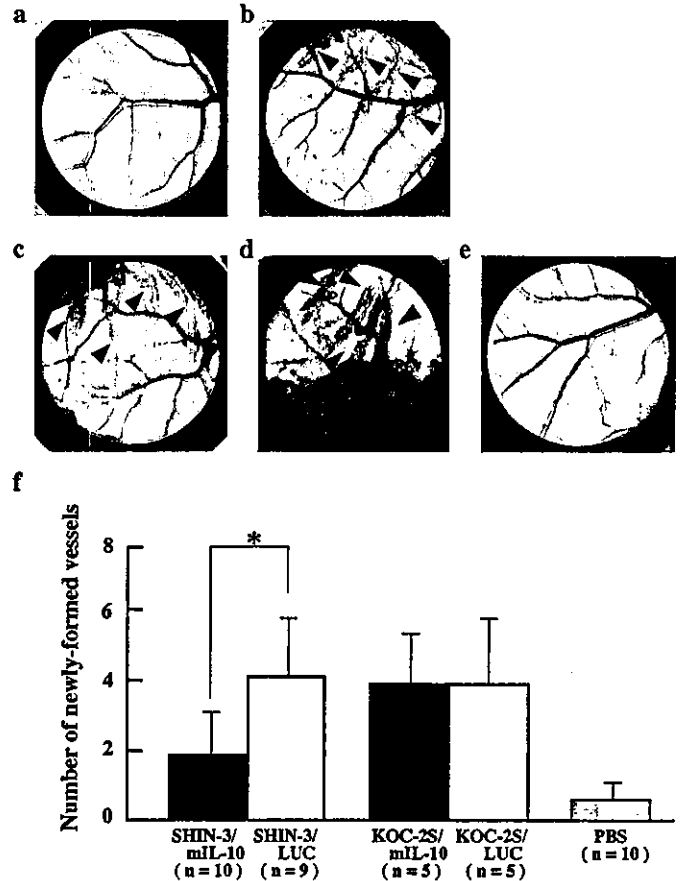 a
b
c
d
e
f
Number of newly-formed vessels
8
6
4
2
0
*
SHIN-3/ SHIN-3/ KOC-2S/ KOC-2S/ PBS
mIL-10 LUC mIL-10 LUC (n=10)
(n=10) (n=9) (n=5) (n=5)